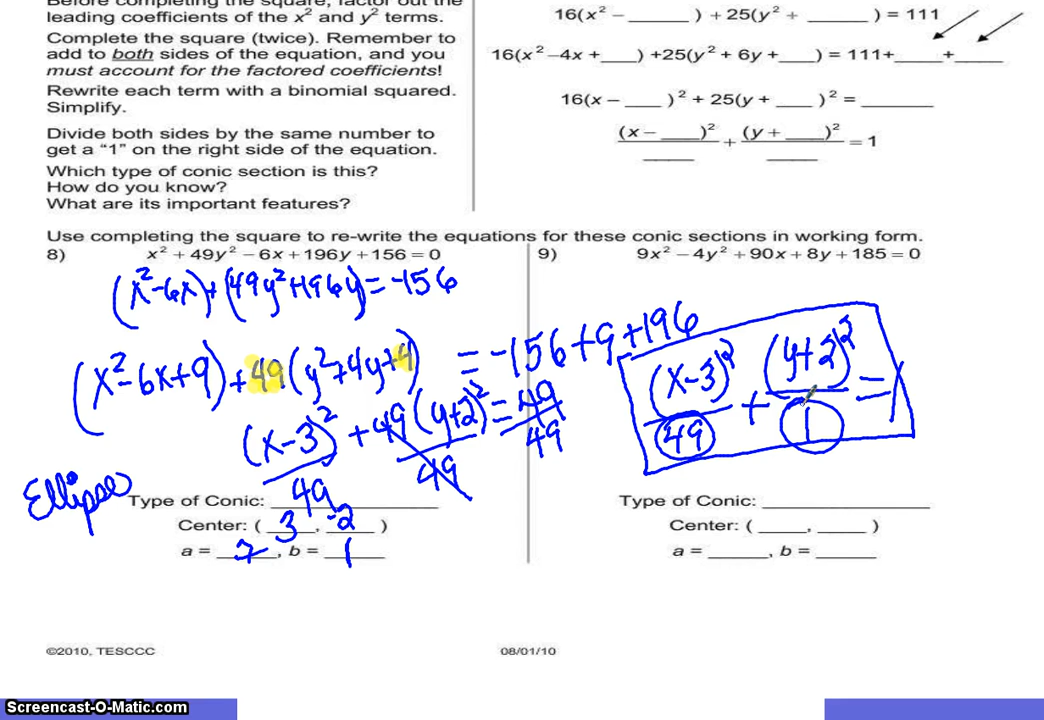 Before completing the square, factor out the
leading coefficients of the x² and y² terms.
Complete the square (twice). Remember to
add to both sides of the equation, and you
must account for the factored coefficients!
Rewrite each term with a binomial squared.
Simplify.
Divide both sides by the same number to
get a “1” on the right side of the equation.
Which type of conic section is this?
How do you know?
What are its important features?
16(x² – ______ ) + 25(y² + ______ ) = 111
16(x² –4x +____ ) +25(y² + 6y +____ ) = 111+_____+_____
16(x – ____ )² + 25(y + ____ )² = ________
(x – ____)² + (y + ____)² = 1
Use completing the square to re-write the equations for these conic sections in working form.
8) x² + 49y² – 6x + 196y + 156 = 0
(x²-6x)+(49y²+196y)=-156
(x²-6x+9)+49(y²+4y+4) = -156+9+196
(x-3)²/49 + 49(y+2)²/49 = 49/49
(x-3)²/49 + (y+2)²/1 = 1
Ellipse
Type of Conic: ____________________
Center: ( 3 , -2 )
a = 7 , b = 1
9) 9x² – 4y² + 90x + 8y + 185 = 0
Type of Conic: ____________________
Center: ( _____, _____ )
a = ______, b = ______
©2010, TESCCC
08/01/10
Screencast-O-Matic.com